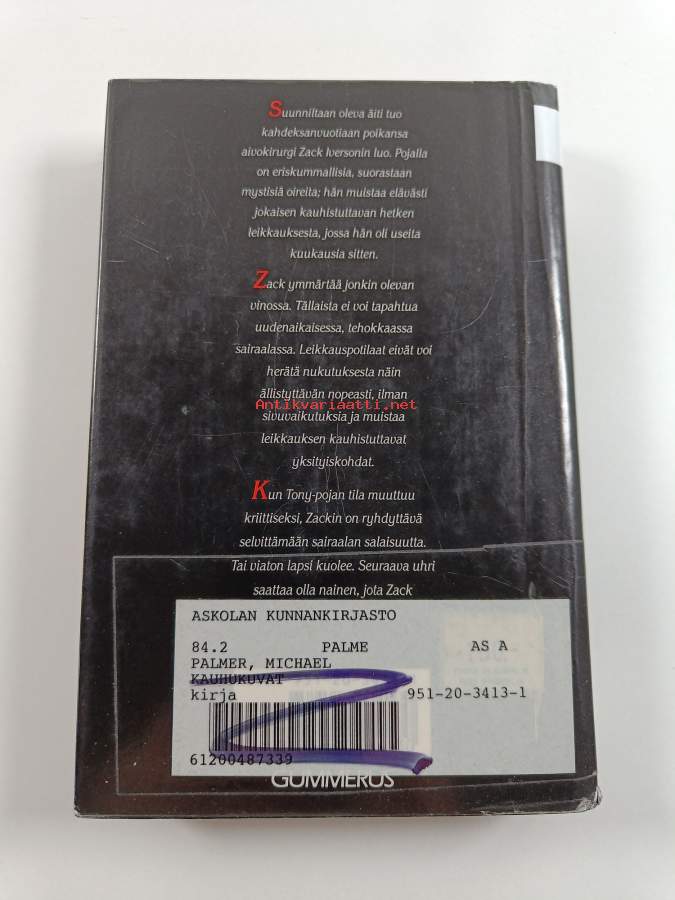 Suunniltaan oleva äiti tuo
kahdeksanvuotiaan poikansa
aivokirurgi Zack Iversonin luo. Pojalla
on eriskummallisia, suorastaan
mystisiä oireita; hän muistaa elävästi
jokaisen kauhistuttavan hetken
leikkauksesta, jossa hän oli useita
kuukausia sitten.
Zack ymmärtää jonkin olevan
vinossa. Tällaista ei voi tapahtua
uudenaikaisessa, tehokkaassa
sairaalassa. Leikkauspotilaat eivät voi
herätä nukutuksesta näin
ällistyttävän nopeasti, ilman
Antikvariaatti.net
sivuvaikutuksia ja muistaa
leikkauksen kauhistuttavat
yksityiskohdat.
Kun Tony-pojan tila muuttuu
kriittiseksi, Zackin on ryhdyttävä
selvittämään sairaalan salaisuutta.
Tai viaton lapsi kuolee. Seuraava uhri
saattaa olla nainen, jota Zack
ASKOLAN KUNNANKIRJASTO
84.2 PALME AS A
PALMER, MICHAEL
KAUHUKUVAT
kirja 951-20-3413-1
61200487339
GUMMERUS